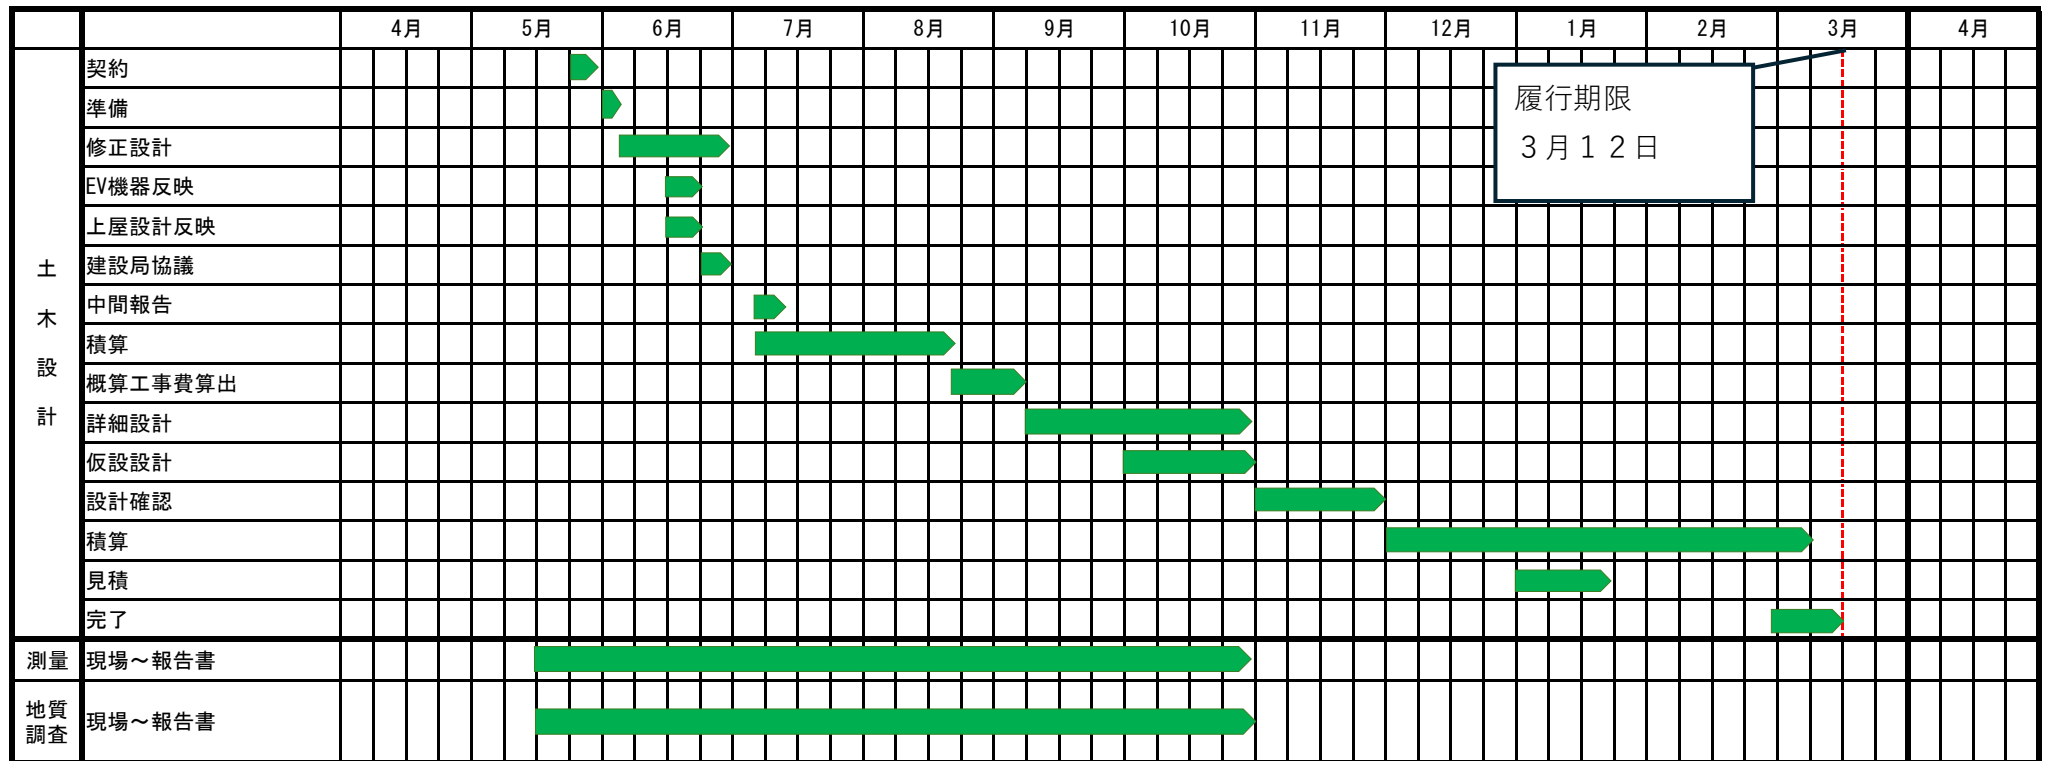 4月 5月 6月 7月 8月 9月 10月 11月 12月 1月 2月 3月 4月
土木設計
契約
準備
修正設計
EV機器反映
上屋設計反映
建設局協議
中間報告
積算
概算工事費算出
詳細設計
仮設設計
設計確認
積算
見積
完了
履行期限
３月１２日
測量 現場～報告書
地質
調査
現場～報告書